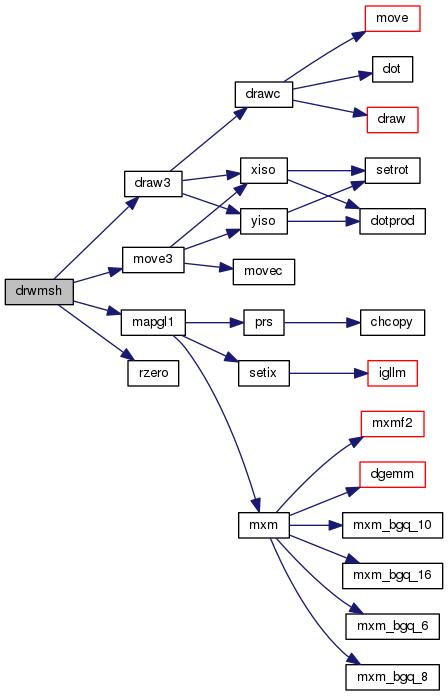 move
dot
drawc
draw
xiso
setrot
draw3
yiso
dotprod
move3
movec
drwmsh
mapgl1
prs
chcopy
rzero
setix
igllm
mxmf2
dgemm
mxm
mxm_bgq_10
mxm_bgq_16
mxm_bgq_6
mxm_bgq_8